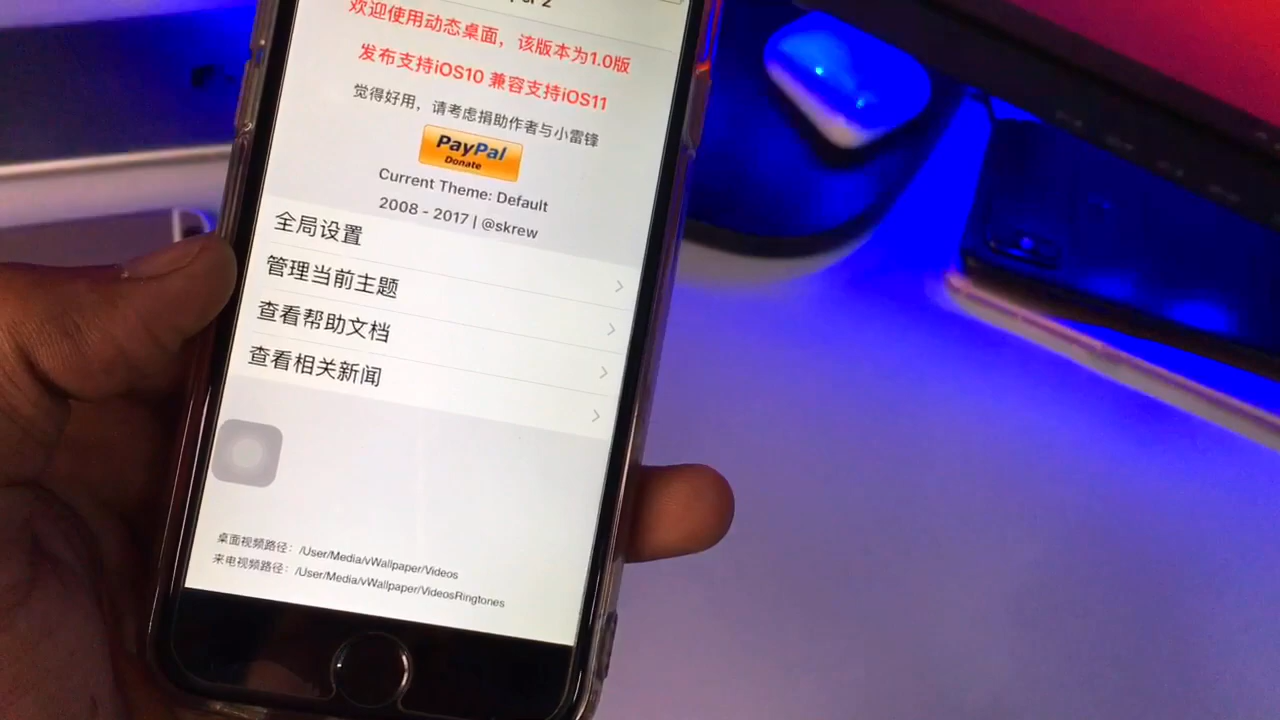 欢迎使用动态桌面，该版本为1.0版
发布支持iOS10 兼容支持iOS11
觉得好用，请考虑捐助作者与小雷锋
PayPal
Donate
Current Theme: Default
2008 - 2017 | @skrew
全局设置
管理当前主题
查看帮助文档
查看相关新闻
桌面视频路径： /User/Media/vWallpaper/Videos
来电视频路径： /User/Media/vWallpaper/VideosRingtones